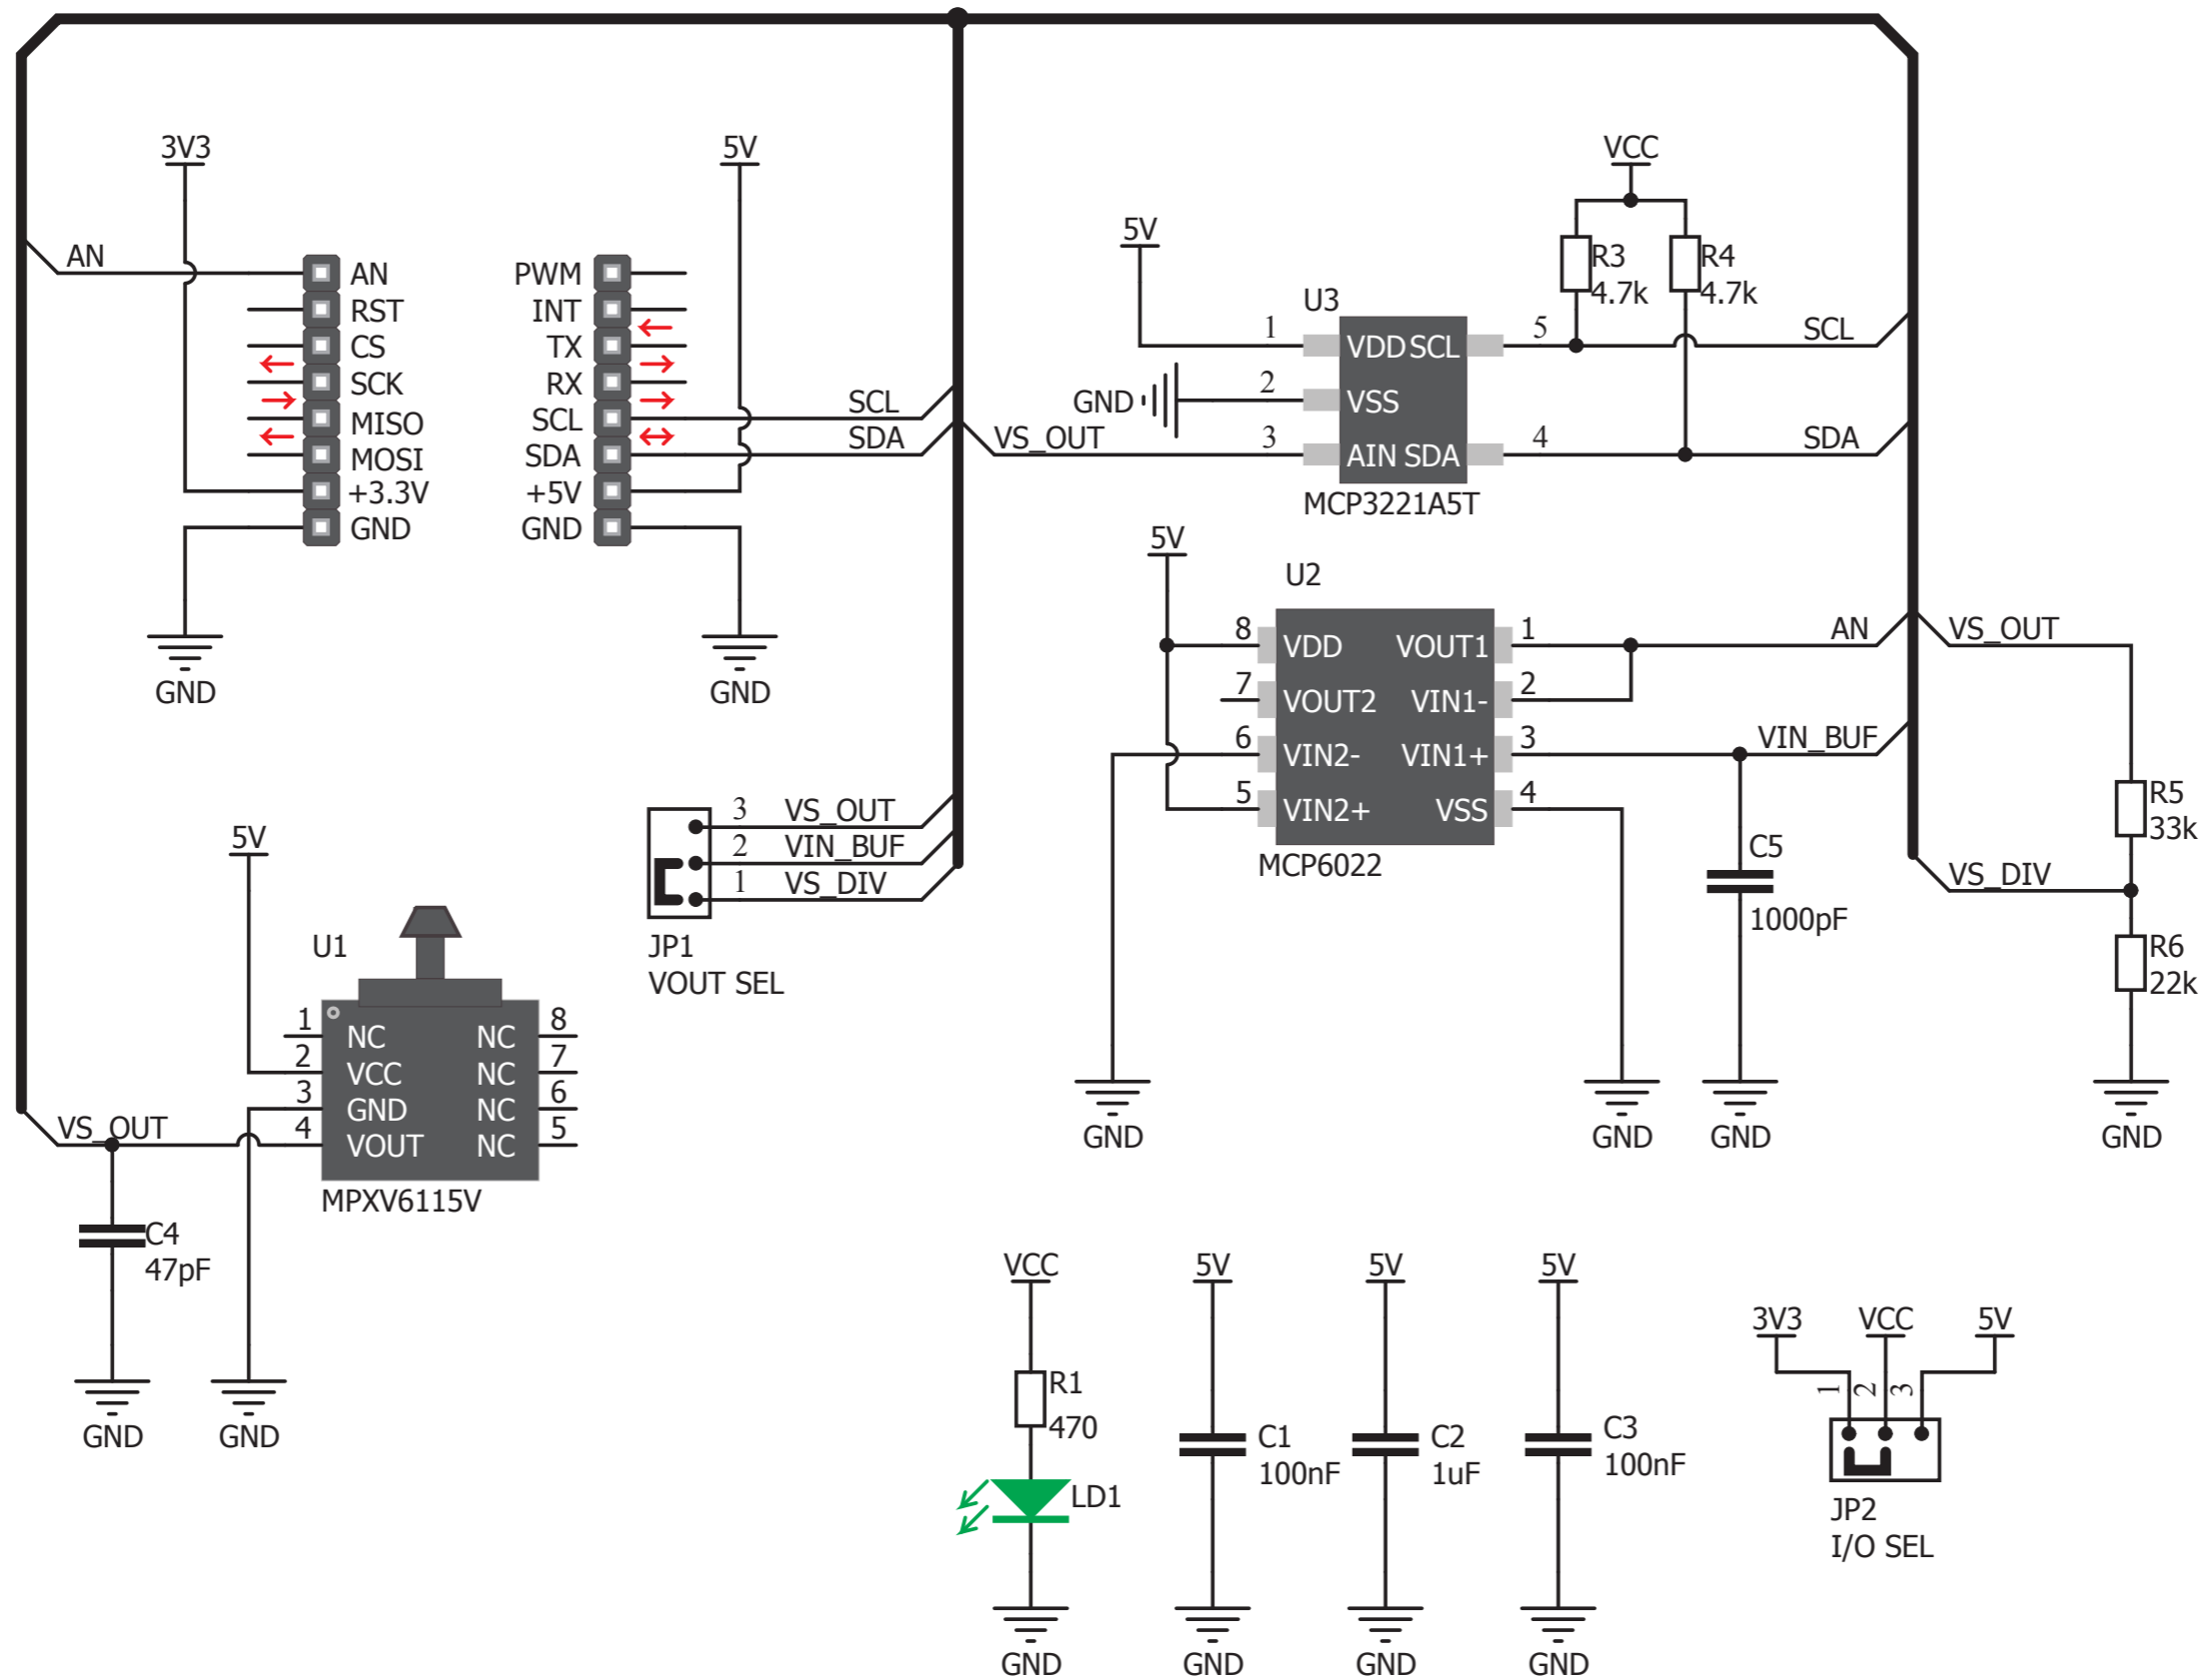 3V3
5V
AN
AN
RST
CS
SCK
MISO
MOSI
+3.3V
GND
GND
PWM
INT
TX
RX
SCL
SDA
+5V
GND
GND
SCL
SDA
VS_OUT
5V
GND
U3
1
2
3
VDD SCL
VSS
AIN SDA
5
4
MCP3221A5T
VCC
R3
4.7k
R4
4.7k
SCL
SDA
5V
U2
8
7
6
5
VDD
VOUT2
VIN2-
VIN2+
VOUT1
VIN1-
VIN1+
VSS
1
2
3
4
MCP6022
AN
VIN_BUF
C5
1000pF
GND
GND
GND
VS_OUT
R5
33k
VS_DIV
R6
22k
GND
3
VS_OUT
2
VIN_BUF
1
VS_DIV
JP1
VOUT SEL
5V
U1
1
2
3
4
NC
VCC
GND
VOUT
NC
NC
NC
NC
8
7
6
5
MPXV6115V
VS_OUT
C4
47pF
GND
GND
VCC
R1
470
LD1
GND
5V
C1
100nF
GND
5V
C2
1uF
GND
5V
C3
100nF
GND
3V3
VCC
5V
1
2
3
JP2
I/O SEL